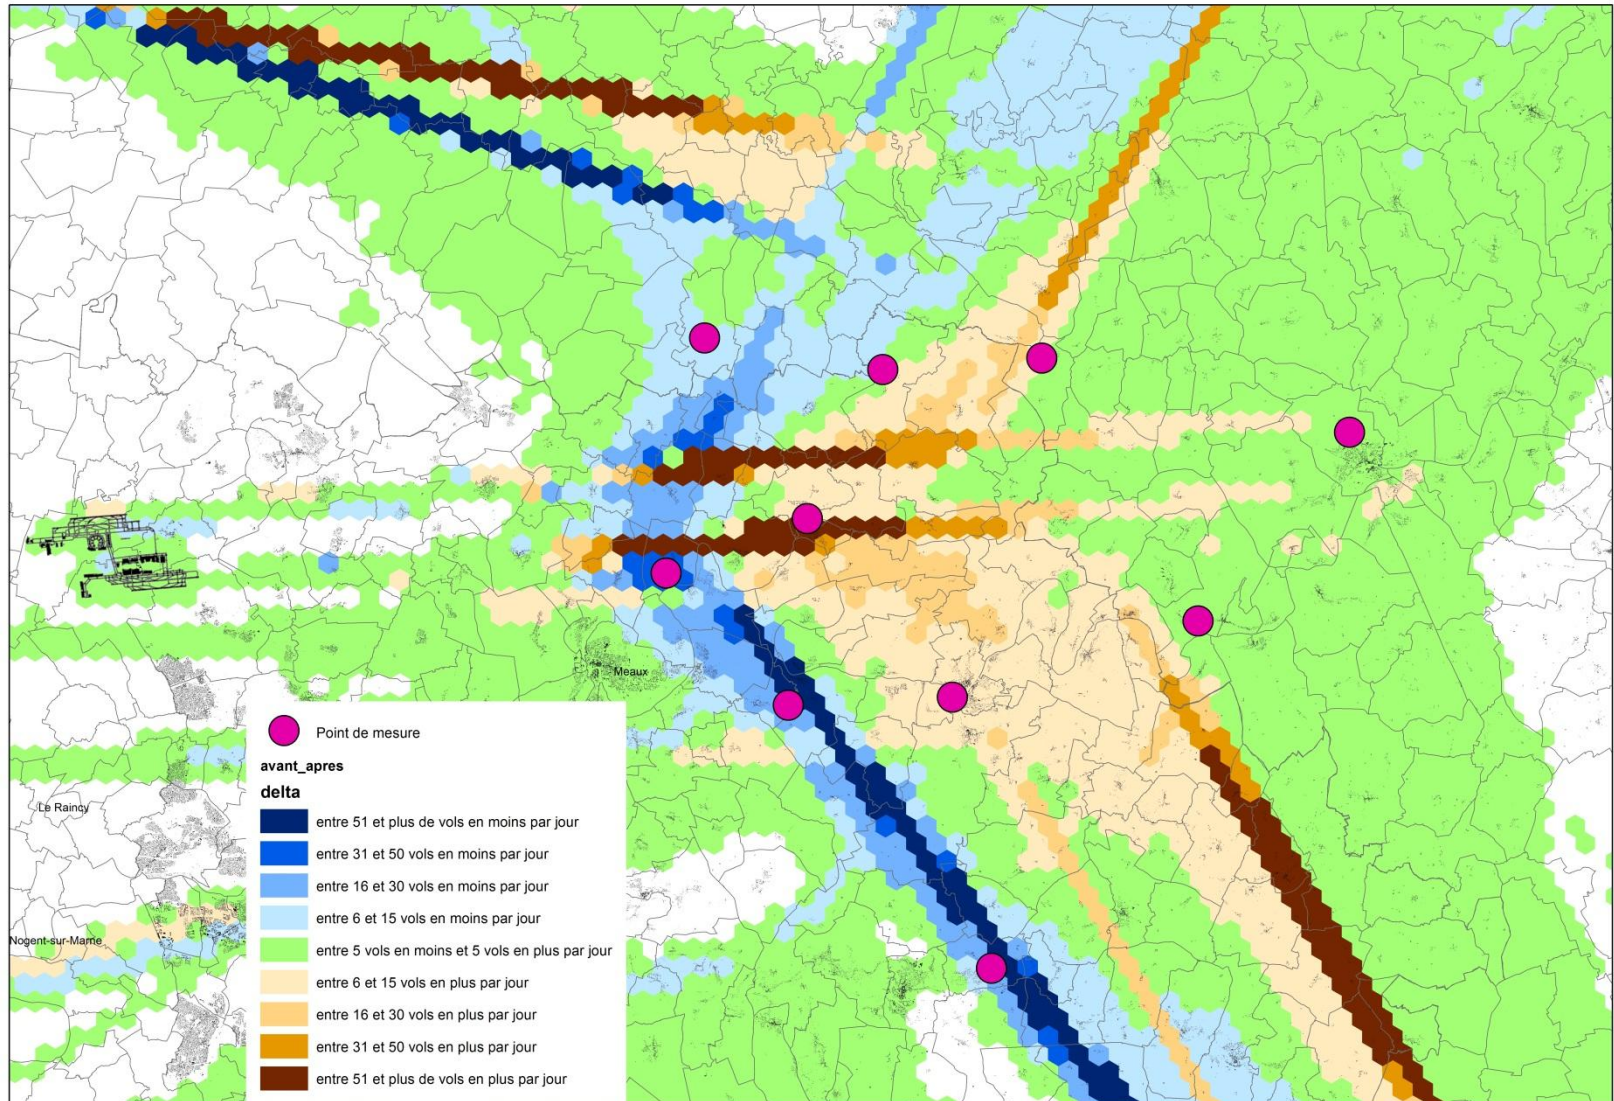 Meaux
Point de mesure
avant_apres
delta
Le Raincy
entre 51 et plus de vols en moins par jour
entre 31 et 50 vols en moins par jour
entre 16 et 30 vols en moins par jour
entre 6 et 15 vols en moins par jour
Nogent-sur-Marne
entre 5 vols en moins et 5 vols en plus par jour
entre 6 et 15 vols en plus par jour
entre 16 et 30 vols en plus par jour
entre 31 et 50 vols en plus par jour
entre 51 et plus de vols en plus par jour